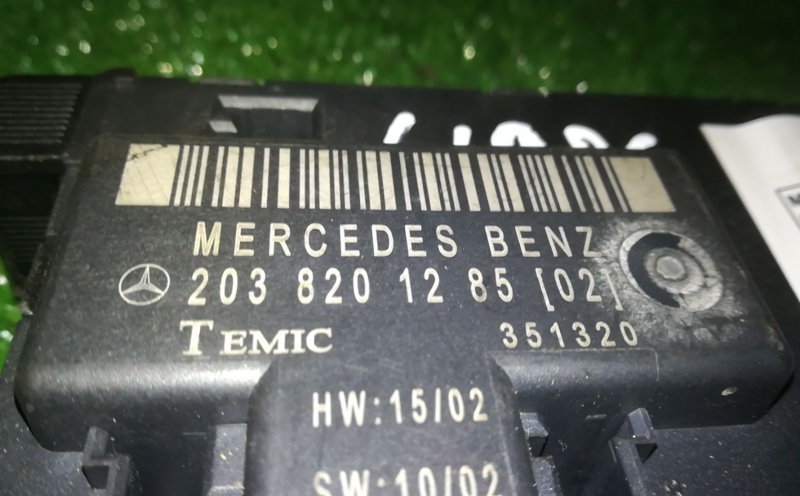 MERCEDES BENZ
203 820 12 85 [02]
TEMIC 351320
HW:15/02
SW:10/02